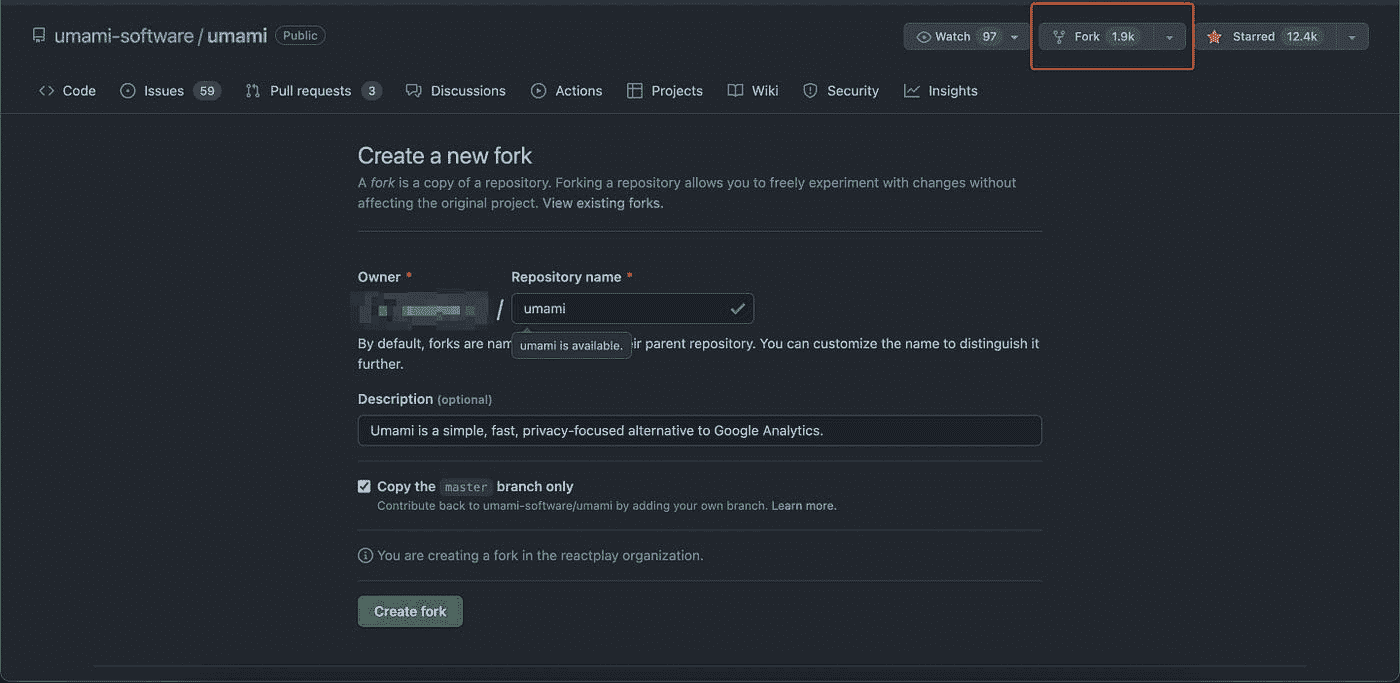 umami-software / umami Public Watch 97 Fork 1.9k Starred 12.4k
Code Issues 59 Pull requests 3 Discussions Actions Projects Wiki Security Insights
Create a new fork
A fork is a copy of a repository. Forking a repository allows you to freely experiment with changes without
affecting the original project. View existing forks.
Owner * Repository name *
/ umami
By default, forks are umami is available. parent repository. You can customize the name to distinguish it
further.
Description (optional)
Umami is a simple, fast, privacy-focused alternative to Google Analytics.
Copy the master branch only
Contribute back to umami-software/umami by adding your own branch. Learn more.
You are creating a fork in the reactplay organization.
Create fork